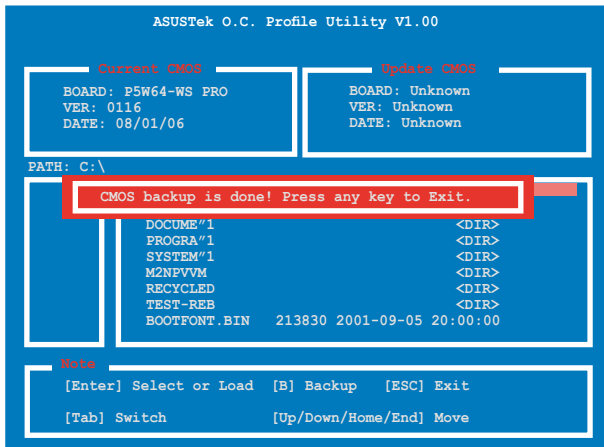 ASUSTek O.C. Profile Utility V1.00
Current CMOS
BOARD: P5W64-WS PRO
VER: 0116
DATE: 08/01/06
Update CMOS
BOARD: Unknown
VER: Unknown
DATE: Unknown
PATH: C:\
CMOS backup is done! Press any key to Exit.
DOCUME"1 <DIR>
PROGRA"1 <DIR>
SYSTEM"1 <DIR>
M2NPVVM <DIR>
RECYCLED <DIR>
TEST-REB <DIR>
BOOTFONT.BIN 213830 2001-09-05 20:00:00
Note
[Enter] Select or Load [B] Backup [ESC] Exit
[Tab] Switch [Up/Down/Home/End] Move